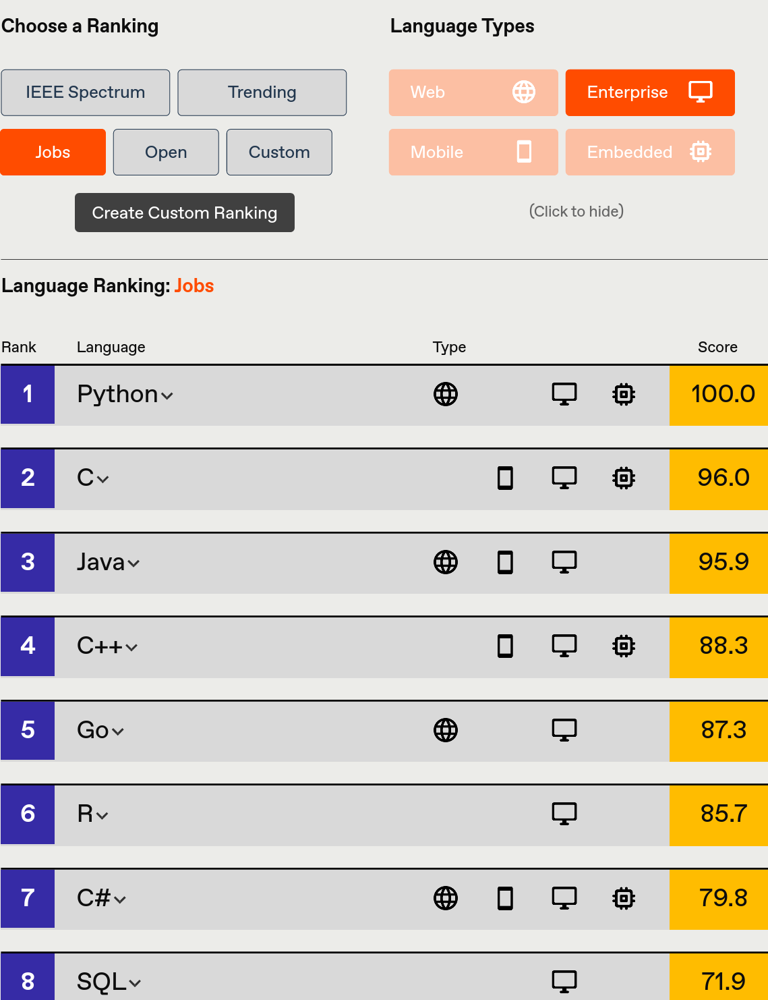 Choose a Ranking
Language Types
IEEE Spectrum
Trending
Web
Enterprise
Jobs
Open
Custom
Mobile
Embedded
Create Custom Ranking
(Click to hide)
Language Ranking: Jobs
Rank Language Type Score
1 Python 100.0
2 C 96.0
3 Java 95.9
4 C++ 88.3
5 Go 87.3
6 R 85.7
7 C# 79.8
8 SQL 71.9